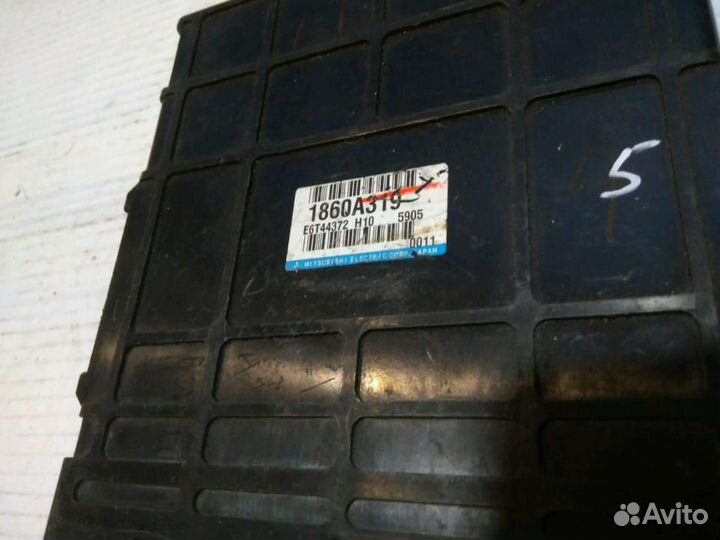 1860A319
E6T44372 H10 5905
0011
MITSUBISHI ELECTRIC CORP. JAPAN
5
Avito